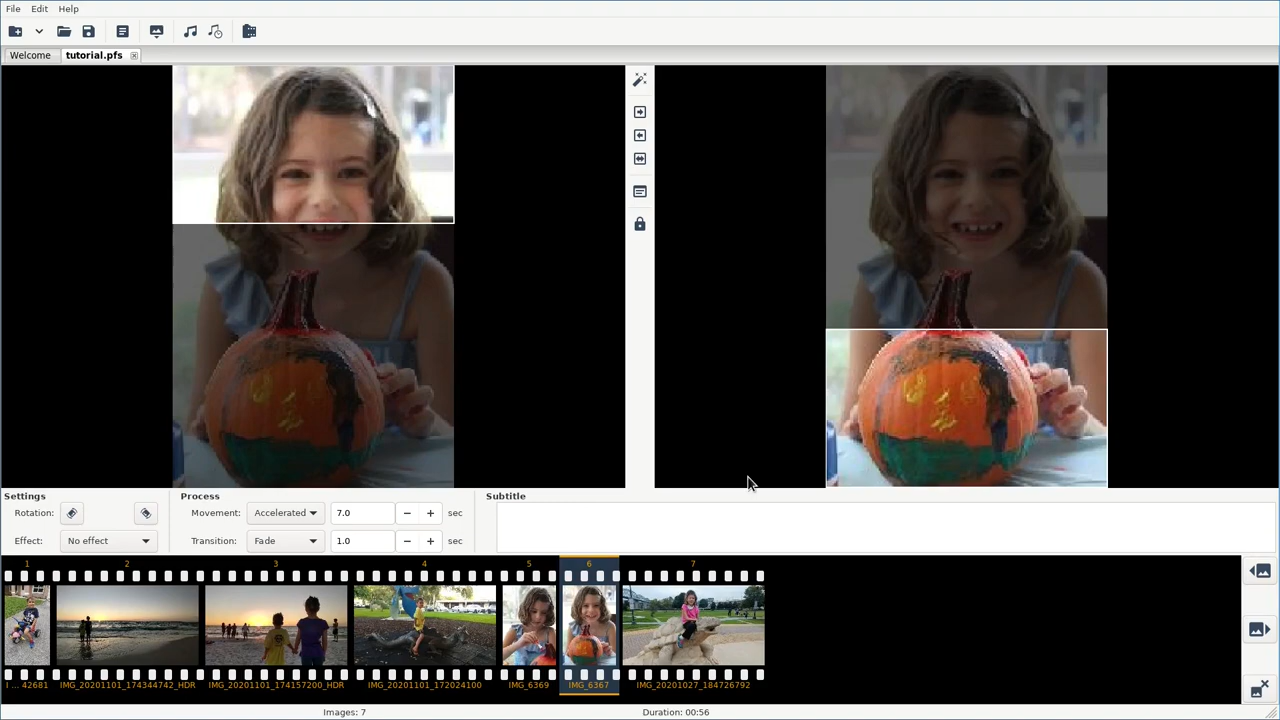 File Edit Help
Welcome tutorial.pfs
Settings Process Subtitle
Rotation: Movement: Accelerated 7.0 sec
Effect: No effect Transition: Fade 1.0 sec
1 2 3 4 5 6 7
I ... 42681 IMG_20201101_174344742_HDR IMG_20201101_174157200_HDR IMG_20201101_172024100 IMG_6369 IMG_6367 IMG_20201027_184726792
Images: 7 Duration: 00:56